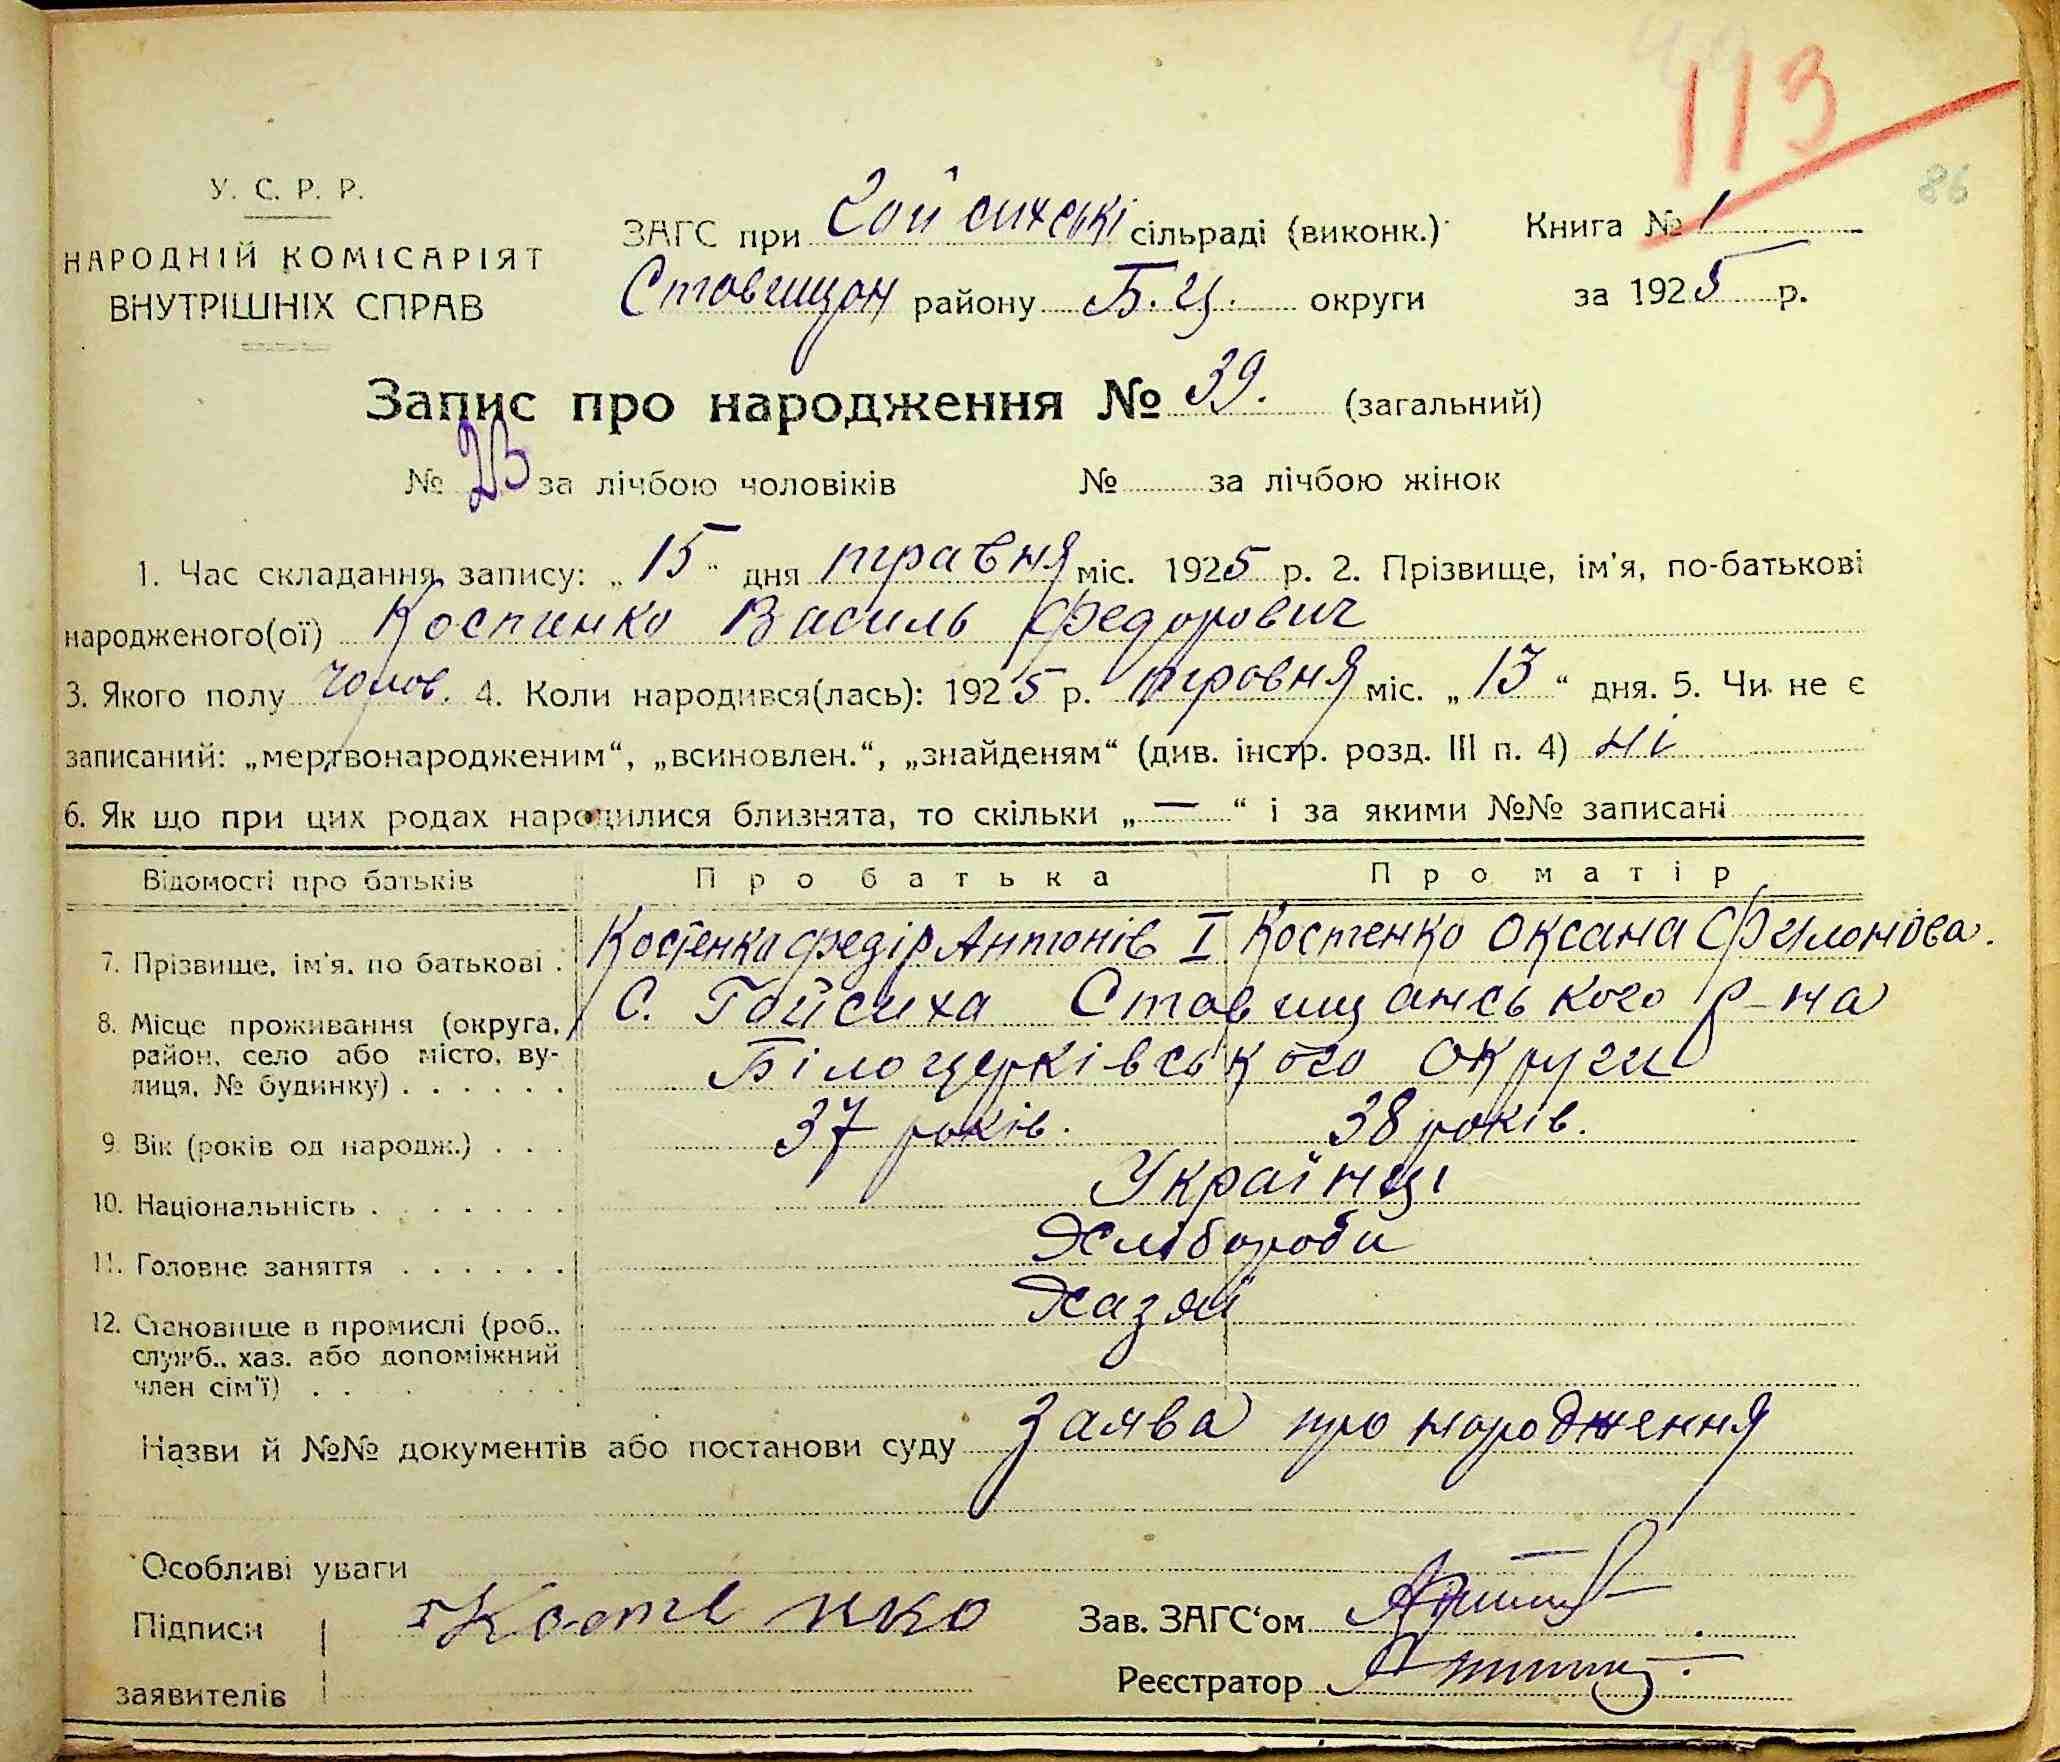 113
86
У. С. Р. Р.
НАРОДНІЙ КОМІСАРІЯТ
ВНУТРІШНІХ СПРАВ
ЗАГС при Гойсихські сільраді (виконк.) Книга № 1
Ставищан району Б. Ц. округи за 1925 р.
Запис про народження № 39. (загальний)
№ 23 за лічбою чоловіків № за лічбою жінок
1. Час складання запису: „15“ дня травня міс. 1925 р. 2. Прізвище, ім'я, по-батькові
народженого(ої) Костинко Василь Федорович
3. Якого полу чолов. 4. Коли народився(лась): 1925 р. травня міс. „13“ дня. 5. Чи не є
записаний: „мертвонародженим“, „всиновлен.“, „знайденям“ (див. інстр. розд. III п. 4) ні
6. Як що при цих родах народилися близнята, то скільки „—“ і за якими №№ записані
Відомості про батьків Про батька Про матір
7. Прізвище, ім'я, по батькові . Костенко Федір Антонів I Костенко Оксана Филонова.
8. Місце проживання (округа, район, село або місто, ву-
лиця, № будинку) . . . . . . С. Гойсиха Ставищанського р-на
Білоцерківського округи
9. Вік (років од народж.) . . . 37 років. 38 років.
10. Національність . . . . . . . Українці
11. Головне заняття . . . . . . Хлібороби
12. Становище в промислі (роб., Хазяї
служб., хаз. або допоміжний
член сім'ї) . .
Назви й №№ документів або постанови суду Заява про народження
Особливі уваги
Підписи Костенко Зав. ЗАГС'ом
заявителів Реєстратор